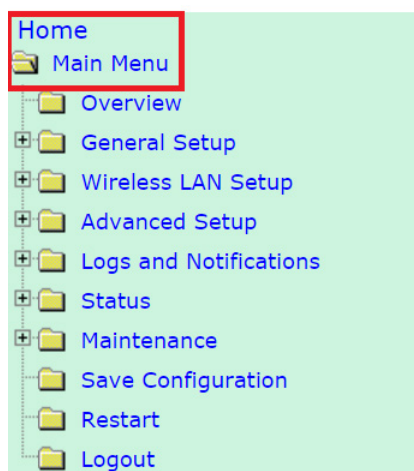 Home
Main Menu
Overview
General Setup
Wireless LAN Setup
Advanced Setup
Logs and Notifications
Status
Maintenance
Save Configuration
Restart
Logout